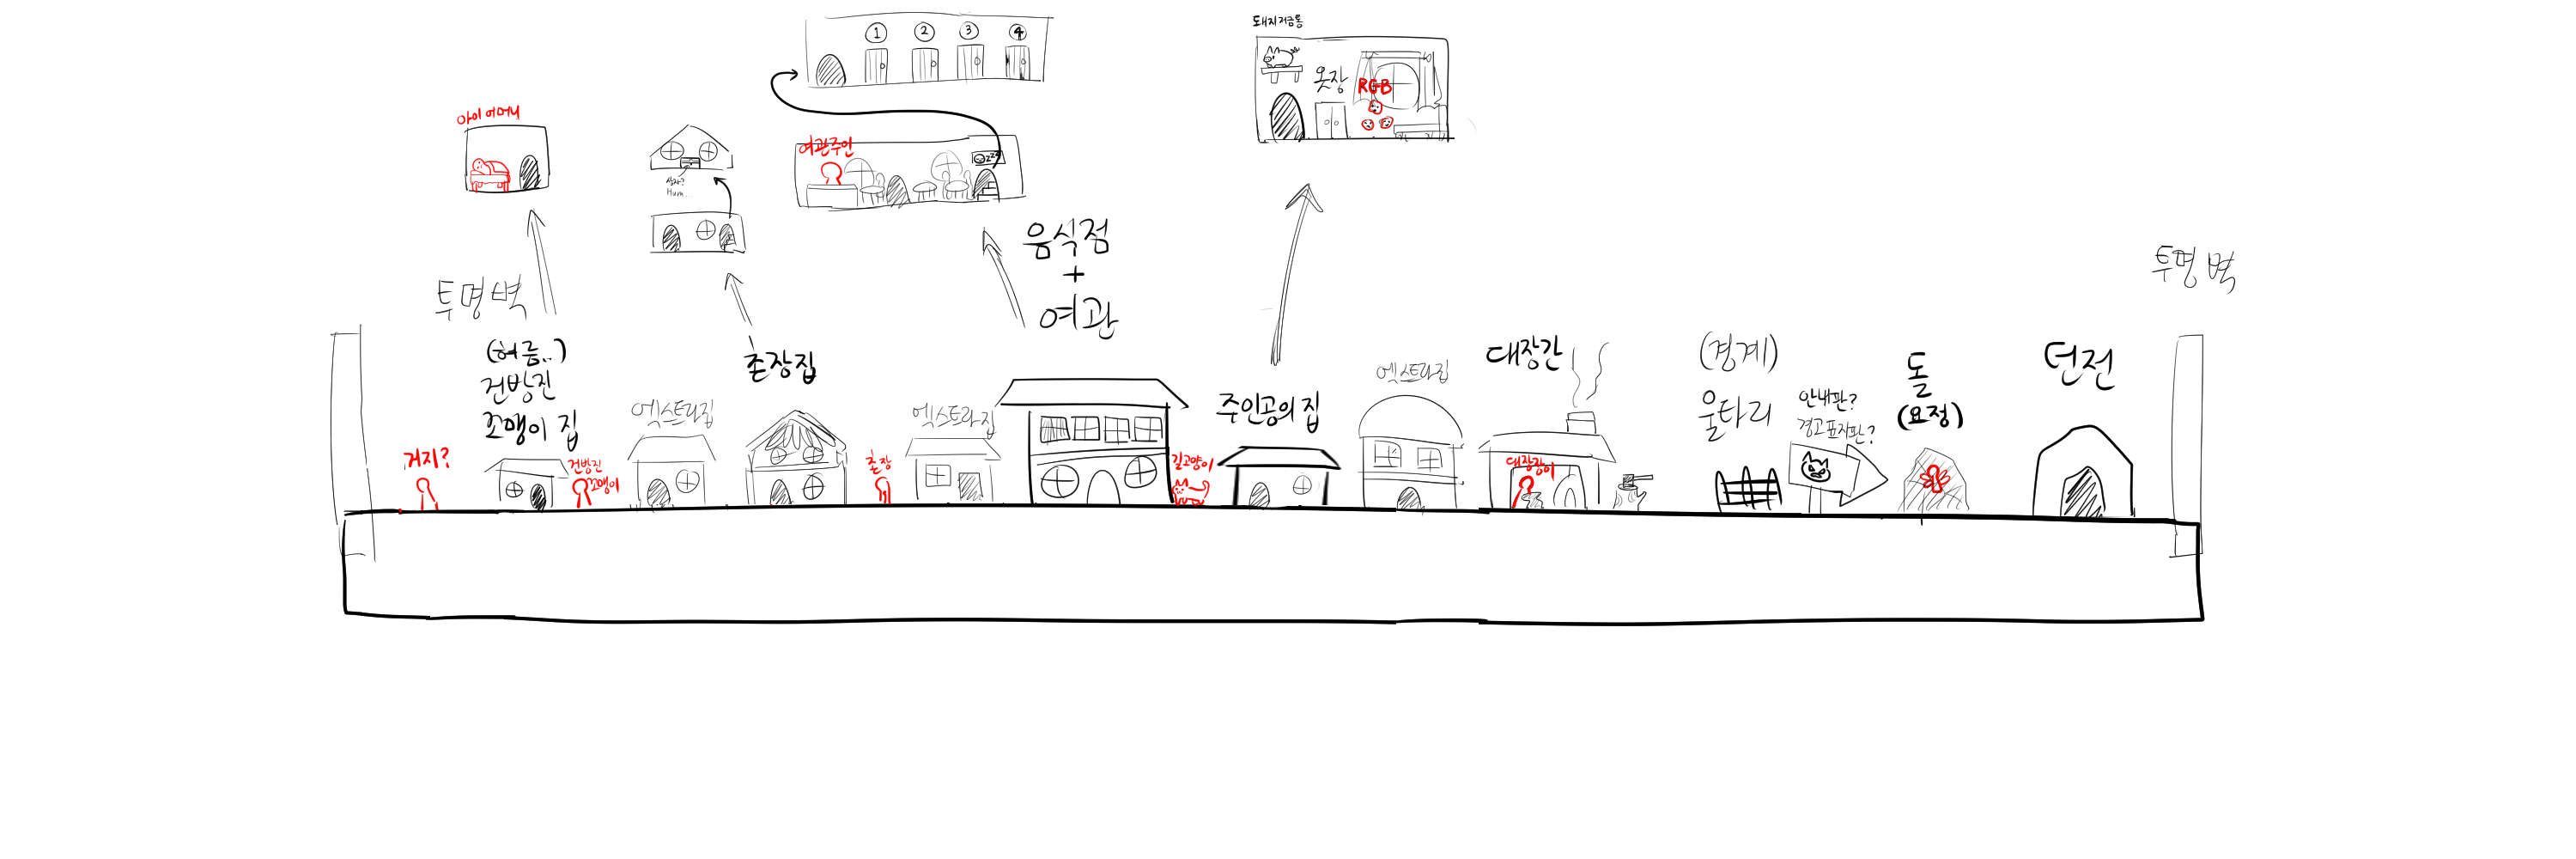 돼지저금통
① ② ③ ④
옷장
RGB
아이 어머니
여관주인
zzz
상자?
Hum...
음식점
+
여관
투명벽
투명벽
(허름..)
건방진
꼬맹이 집
촌장집
엑스트라집
엑스트라집
주인공의 집
엑스트라집
대장간
(경계)
울타리
안내판?
경고표지판?
돌
(요정)
던전
거지?
건방진
꼬맹이
촌장
길고양이
대장장이